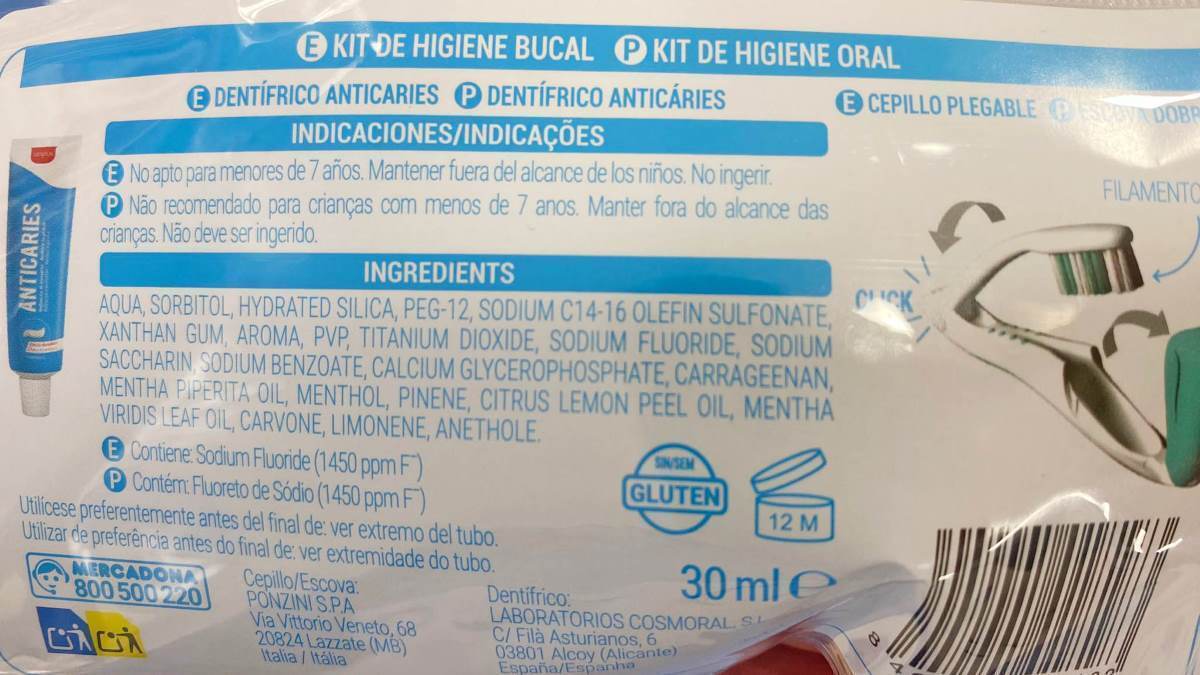 E KIT DE HIGIENE BUCAL P KIT DE HIGIENE ORAL
E DENTÍFRICO ANTICARIES P DENTÍFRICO ANTICÁRIES
E CEPILLO PLEGABLE P ESCOVA DOBR
INDICACIONES/INDICAÇÕES
E No apto para menores de 7 años. Mantener fuera del alcance de los niños. No ingerir.
P Não recomendado para crianças com menos de 7 anos. Manter fora do alcance das
crianças. Não deve ser ingerido.
INGREDIENTS
AQUA, SORBITOL, HYDRATED SILICA, PEG-12, SODIUM C14-16 OLEFIN SULFONATE,
XANTHAN GUM, AROMA, PVP, TITANIUM DIOXIDE, SODIUM FLUORIDE, SODIUM
SACCHARIN, SODIUM BENZOATE, CALCIUM GLYCEROPHOSPHATE, CARRAGEENAN,
MENTHA PIPERITA OIL, MENTHOL, PINENE, CITRUS LEMON PEEL OIL, MENTHA
VIRIDIS LEAF OIL, CARVONE, LIMONENE, ANETHOLE.
E Contiene: Sodium Fluoride (1450 ppm F⁻)
P Contém: Fluoreto de Sódio (1450 ppm F⁻)
Utilícese preferentemente antes del final de: ver extremo del tubo.
Utilizar de preferência antes do final de: ver extremidade do tubo.
ANTICARIES
FILAMENTO
CLICK
SIN/SEM
GLUTEN
12 M
30 ml e
MERCADONA
800 500 220
Cepillo/Escova:
PONZINI S.P.A
Via Vittorio Veneto, 68
20824 Lazzate (MB)
Italia / Itália
Dentífrico:
LABORATORIOS COSMORAL, S.L
C/ Filà Asturianos, 6
03801 Alcoy (Alicante)
España/Espanha
8